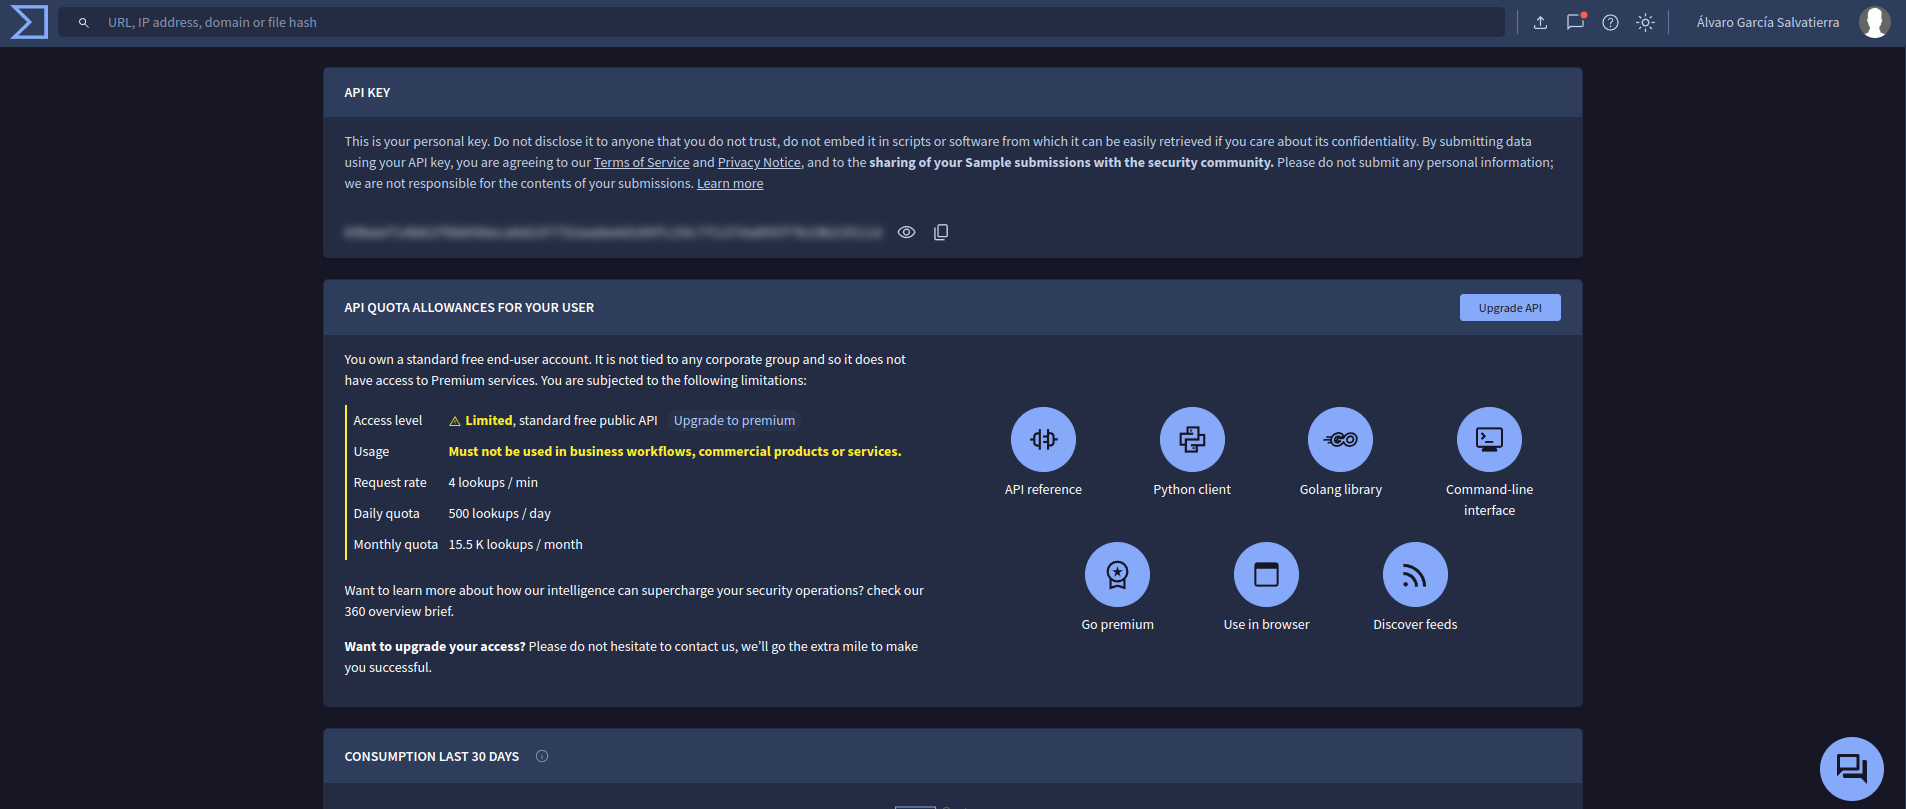 URL, IP address, domain or file hash
Álvaro García Salvatierra
API KEY
This is your personal key. Do not disclose it to anyone that you do not trust, do not embed it in scripts or software from which it can be easily retrieved if you care about its confidentiality. By submitting data
using your API key, you are agreeing to our Terms of Service and Privacy Notice, and to the sharing of your Sample submissions with the security community. Please do not submit any personal information;
we are not responsible for the contents of your submissions. Learn more
API QUOTA ALLOWANCES FOR YOUR USER
Upgrade API
You own a standard free end-user account. It is not tied to any corporate group and so it does not
have access to Premium services. You are subjected to the following limitations:
Access level Limited, standard free public API Upgrade to premium
Usage Must not be used in business workflows, commercial products or services.
Request rate 4 lookups / min
Daily quota 500 lookups / day
Monthly quota 15.5 K lookups / month
Want to learn more about how our intelligence can supercharge your security operations? check our
360 overview brief.
Want to upgrade your access? Please do not hesitate to contact us, we'll go the extra mile to make
you successful.
GO
API reference Python client Golang library Command-line
interface
Go premium Use in browser Discover feeds
CONSUMPTION LAST 30 DAYS